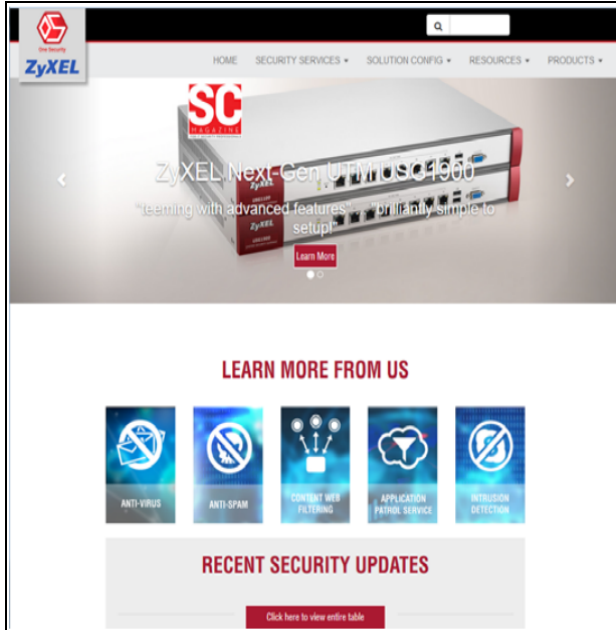 One Security
ZyXEL
HOME SECURITY SERVICES SOLUTION CONFIG RESOURCES PRODUCTS
SC
MAGAZINE
ZyXEL Next-Gen UTM USG1900
"teeming with advanced features" ... "brilliantly simple to
setup!"
ZyXEL
ZyXEL
Learn More
LEARN MORE FROM US
ANTI-VIRUS
ANTI-SPAM
CONTENT WEB
FILTERING
APPLICATION
PATROL SERVICE
INTRUSION
DETECTION
RECENT SECURITY UPDATES
Click here to view entire table